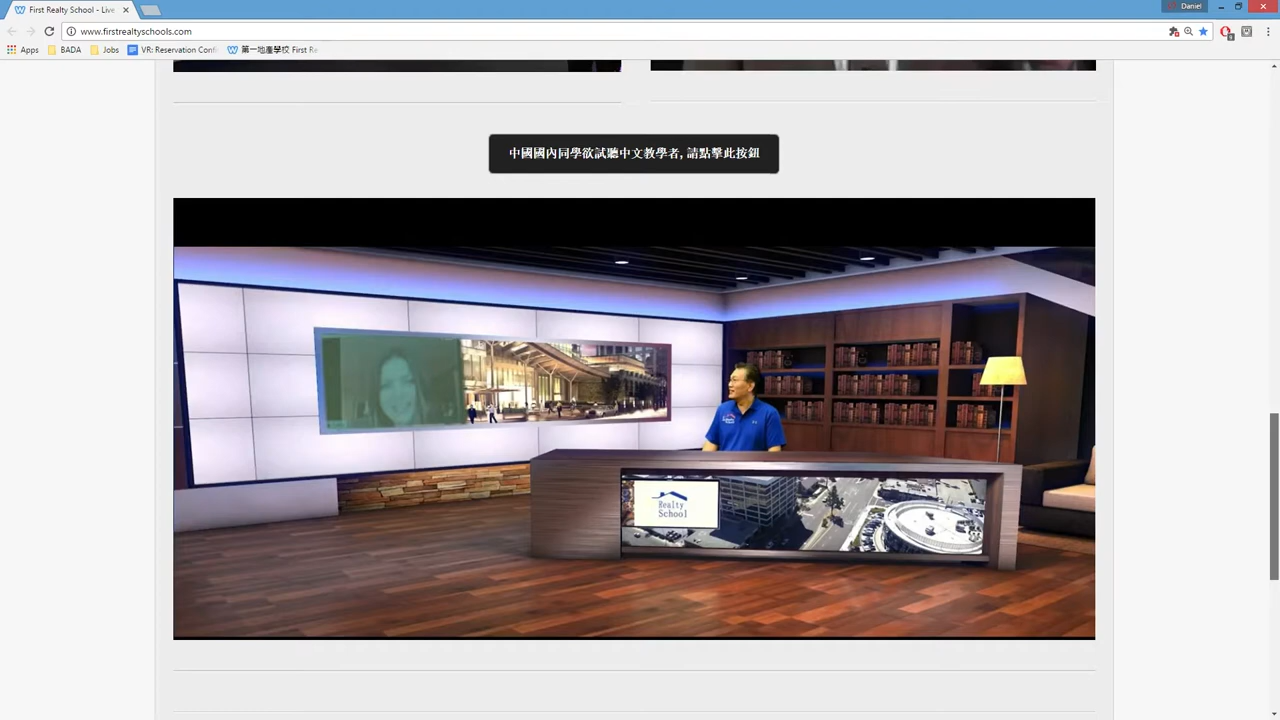 First Realty School - Live
Daniel
www.firstrealtyschools.com
Apps
BADA
Jobs
VR: Reservation Conf
第一地產學校 First Re
中國國內同學欲試聽中文教學者, 請點擊此按鈕
Realty
School